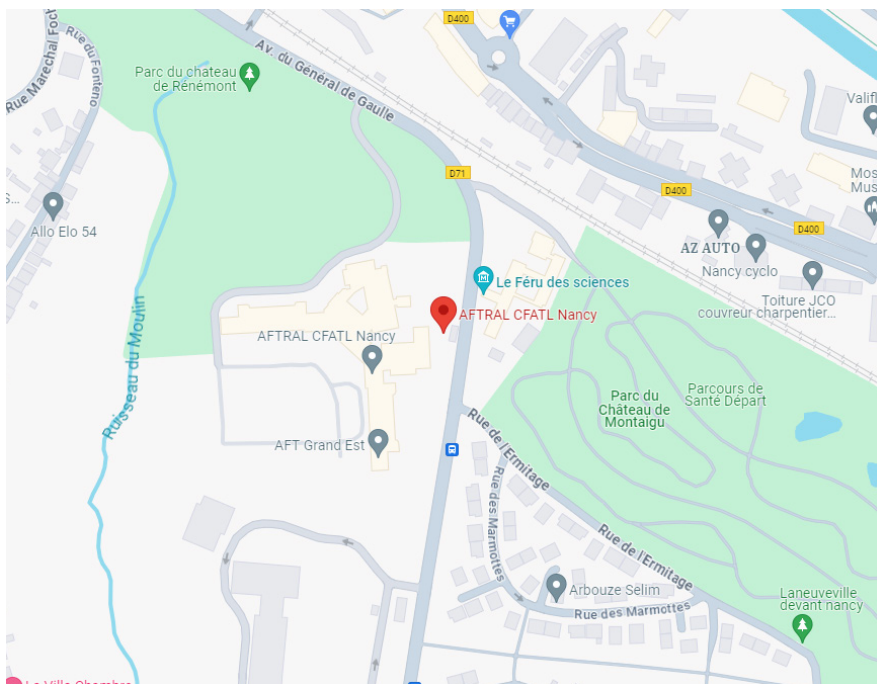 D400
Rue Marechal Foch
Rue du Fonteno
Av. du Général de Gaulle
Parc du chateau
de Rénémont
D400
Valifl
D71
D400
D400
Mos
Mus
s...
Allo Elo 54
AZ AUTO
Nancy cyclo
Le Féru des sciences
Toiture JCO
couvreur charpentier...
AFTRAL CFATL Nancy
AFTRAL CFATL Nancy
Ruisseau du Moulin
Parc du
Château de
Montaigu
Parcours de
Santé Départ
AFT Grand Est
Rue de l'Ermitage
Rue des Marmottes
Rue de l'Ermitage
Arbouze Selim
Rue des Marmottes
Laneuveville
devant nancy